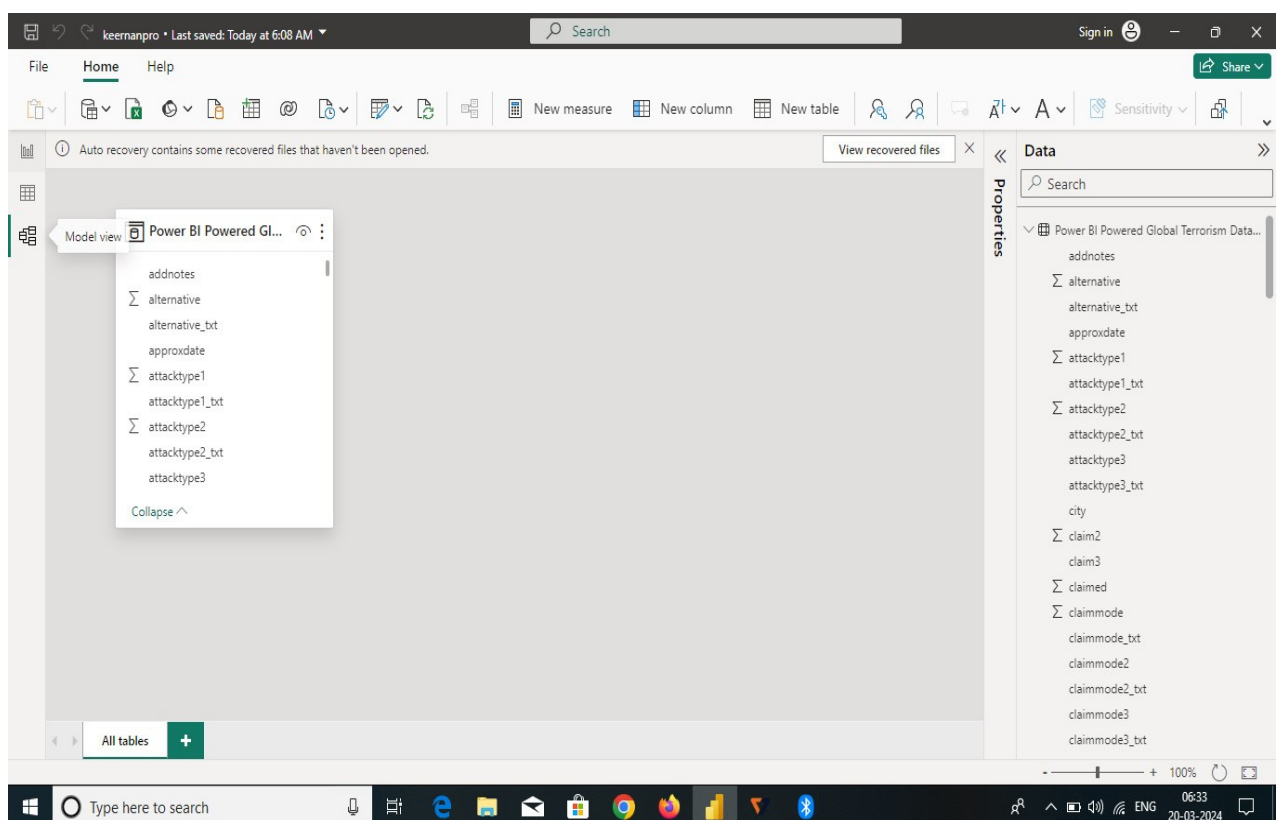 keernanpro • Last saved: Today at 6:08 AM
Search
Sign in
File Home Help
Share
New measure New column New table
Sensitivity
Auto recovery contains some recovered files that haven't been opened.
View recovered files
Model view
Power BI Powered Gl...
addnotes
∑ alternative
alternative_txt
approxdate
∑ attacktype1
attacktype1_txt
∑ attacktype2
attacktype2_txt
attacktype3
Collapse
Properties
Data
Search
Power BI Powered Global Terrorism Data...
addnotes
∑ alternative
alternative_txt
approxdate
∑ attacktype1
attacktype1_txt
∑ attacktype2
attacktype2_txt
attacktype3
attacktype3_txt
city
∑ claim2
claim3
∑ claimed
∑ claimmode
claimmode_txt
claimmode2
claimmode2_txt
claimmode3
claimmode3_txt
All tables +
- + 100%
Type here to search
ENG
06:33
20-03-2024